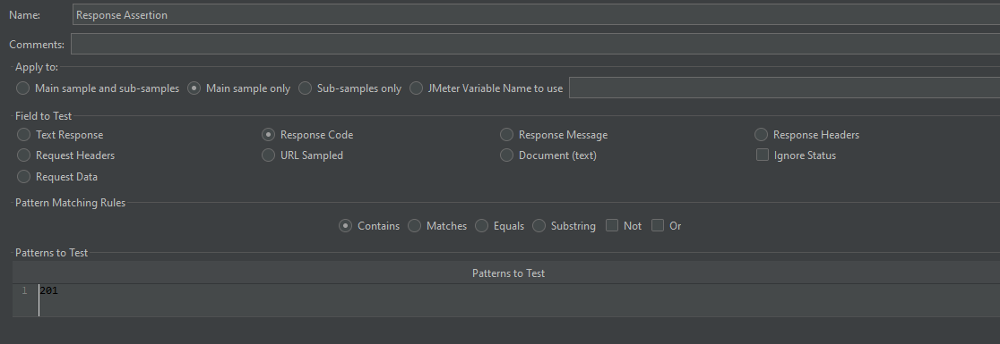 Name: Response Assertion
Comments:
Apply to:
Main sample and sub-samples Main sample only Sub-samples only JMeter Variable Name to use
Field to Test
Text Response Response Code Response Message Response Headers
Request Headers URL Sampled Document (text) Ignore Status
Request Data
Pattern Matching Rules
Contains Matches Equals Substring Not Or
Patterns to Test
Patterns to Test
1 201